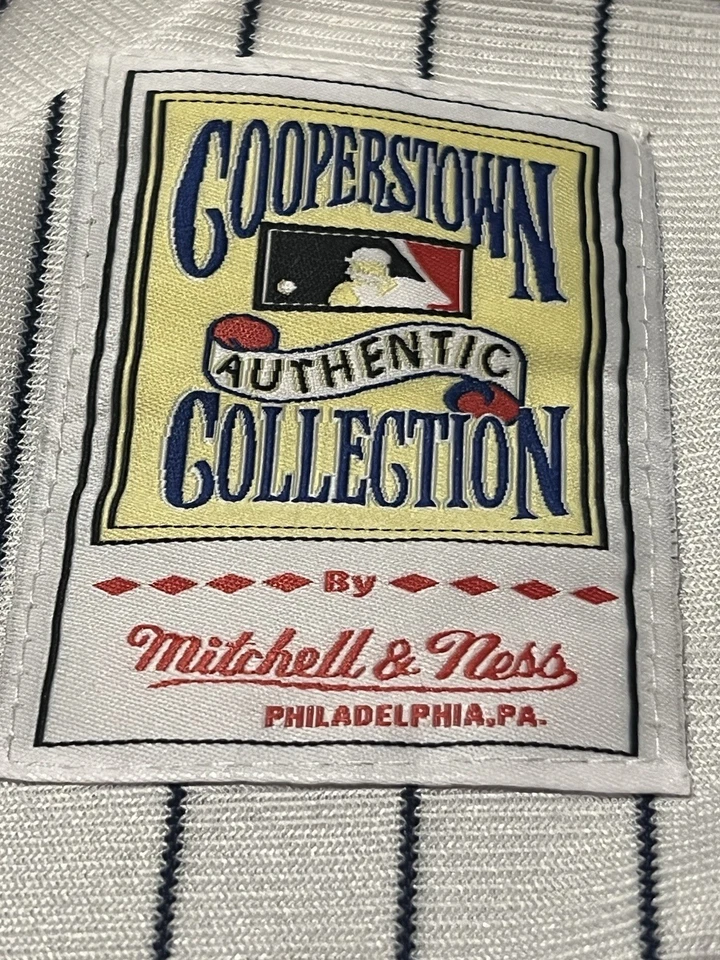 COOPERSTOWN
AUTHENTIC
COLLECTION
By
Mitchell & Ness
PHILADELPHIA, PA.